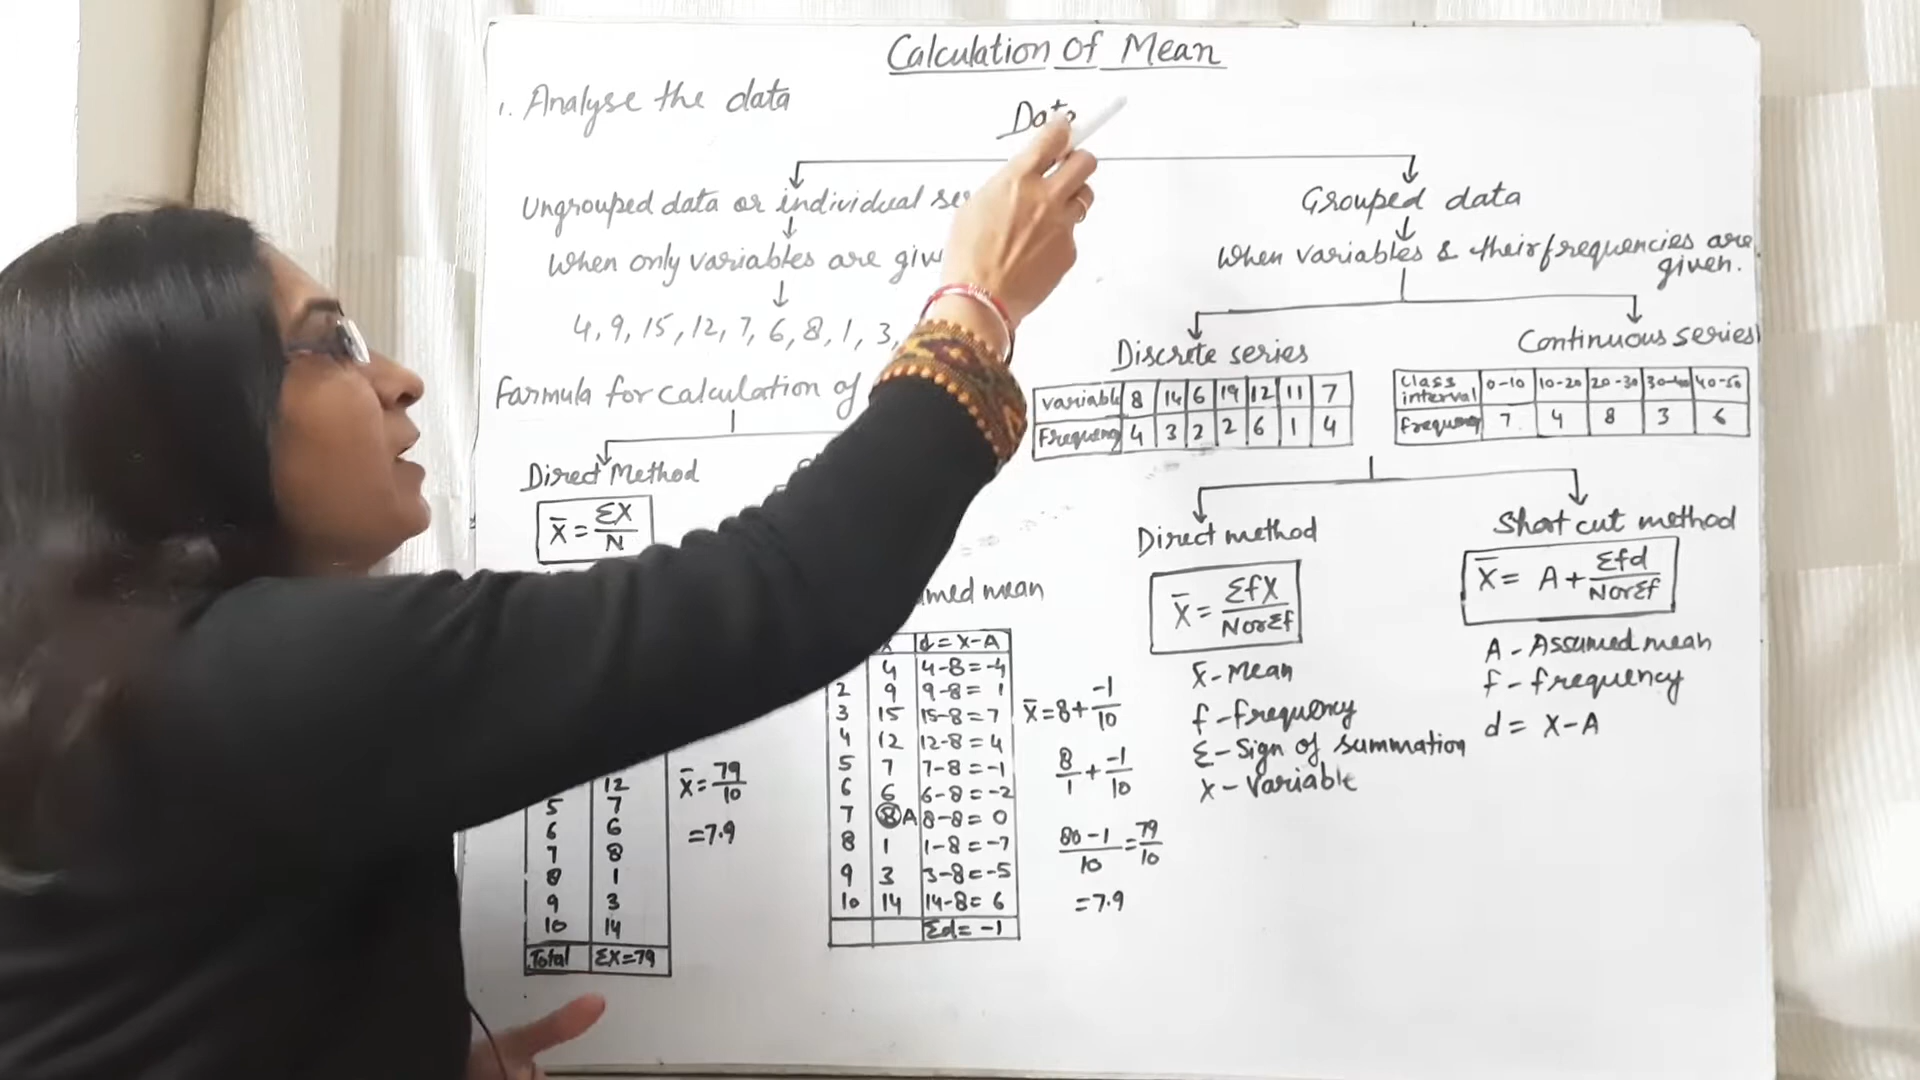 Calculation Of Mean
1. Analyse the data
Data
Ungrouped data or individual
When only variables are
4, 9, 15, 12, 7, 6, 8, 1, 3,
Farmula for calculation of
Direct Method
X̄ = ΣX/N
12
5 7
6 6
7 8
8 1
9 3
10 14
Total ΣX=79
X̄ = 79/10
= 7.9
mean
d = X-A
4 4-8 = -4
2 9 9-8 = 1
3 15 15-8 = 7
4 12 12-8 = 4
5 7 7-8 = -1
6 6 6-8 = -2
7 8 A 8-8 = 0
8 1 1-8 = -7
9 3 3-8 = -5
10 14 14-8 = 6
Σd = -1
X̄ = 8 + -1/10
8/1 + -1/10
80-1/10 = 79/10
= 7.9
Grouped data
When variables & their frequencies are
given.
Discrete series
variable 8 14 6 19 12 11 7
Frequency 4 3 2 2 6 1 4
Continuous series
Class interval 0-10 10-20 20-30 30-40 40-50
frequency 7 4 8 3 6
Direct method
X̄ = ΣfX/N or Σf
X̄ - Mean
f - frequency
Σ - Sign of summation
X - Variable
Short cut method
X̄ = A + Σfd/N or Σf
A - Assumed mean
f - frequency
d = X-A